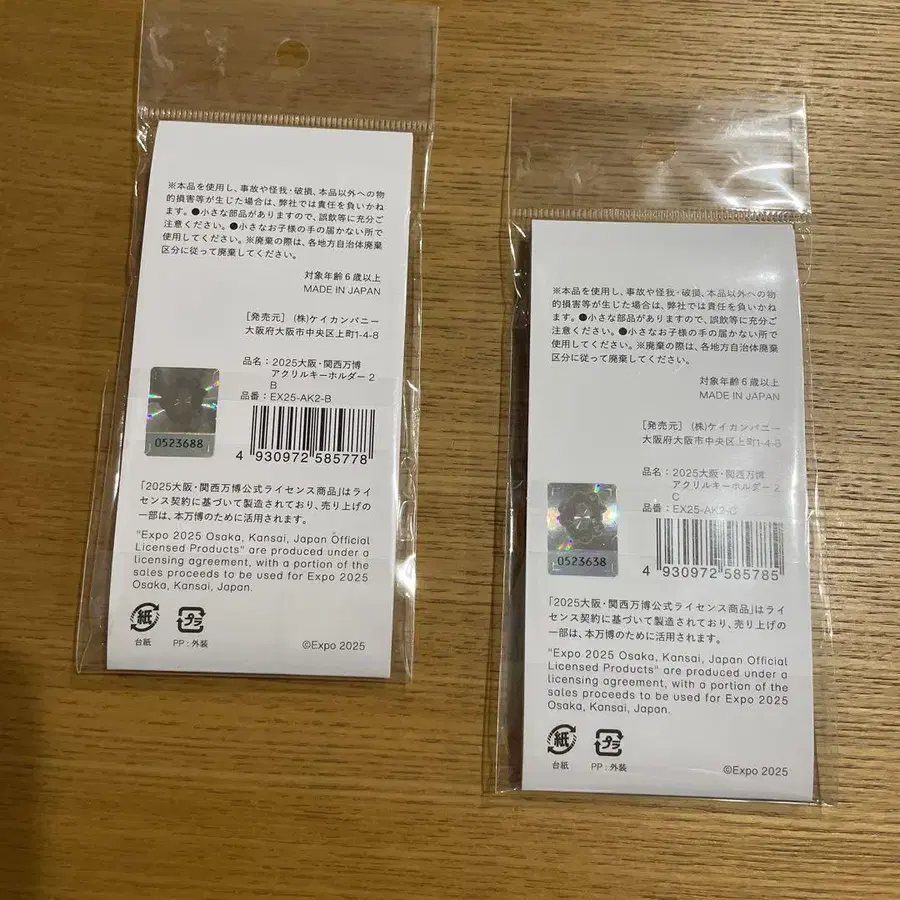 ※本品を使用し、事故や怪我・破損、本品以外への物
的損害等が生じた場合は、弊社では責任を負いかね
ます。●小さな部品がありますので、誤飲等に充分ご
注意ください。●小さなお子様の手の届かない所で
使用してください。※廃棄の際は、各地方自治体廃棄
区分に従って廃棄してください。
対象年齢6歳以上
MADE IN JAPAN
[発売元] (株)ケイカンパニー
大阪府大阪市中央区上町1-4-8
品名:2025大阪・関西万博
アクリルキーホルダー2
B
品番:EX25-AK2-B
0523688
4 930972 585778
「2025大阪・関西万博公式ライセンス商品」はライ
センス契約に基づいて製造されており、売り上げの
一部は、本万博のために活用されます。
"Expo 2025 Osaka, Kansai, Japan Official
Licensed Products" are produced under a
licensing agreement, with a portion of the
sales proceeds to be used for Expo 2025
Osaka, Kansai, Japan.
紙 プラ
台紙 PP:外装
©Expo 2025
※本品を使用し、事故や怪我・破損、本品以外への物
的損害等が生じた場合は、弊社では責任を負いかね
ます。●小さな部品がありますので、誤飲等に充分ご
注意ください。●小さなお子様の手の届かない所で
使用してください。※廃棄の際は、各地方自治体廃棄
区分に従って廃棄してください。
対象年齢6歳以上
MADE IN JAPAN
[発売元] (株)ケイカンパニー
大阪府大阪市中央区上町1-4-8
品名:2025大阪・関西万博
アクリルキーホルダー2
C
品番:EX25-AK2-C
0523638
4 930972 585785
「2025大阪・関西万博公式ライセンス商品」はライ
センス契約に基づいて製造されており、売り上げの
一部は、本万博のために活用されます。
"Expo 2025 Osaka, Kansai, Japan Official
Licensed Products" are produced under a
licensing agreement, with a portion of the
sales proceeds to be used for Expo 2025
Osaka, Kansai, Japan.
紙 プラ
台紙 PP:外装
©Expo 2025